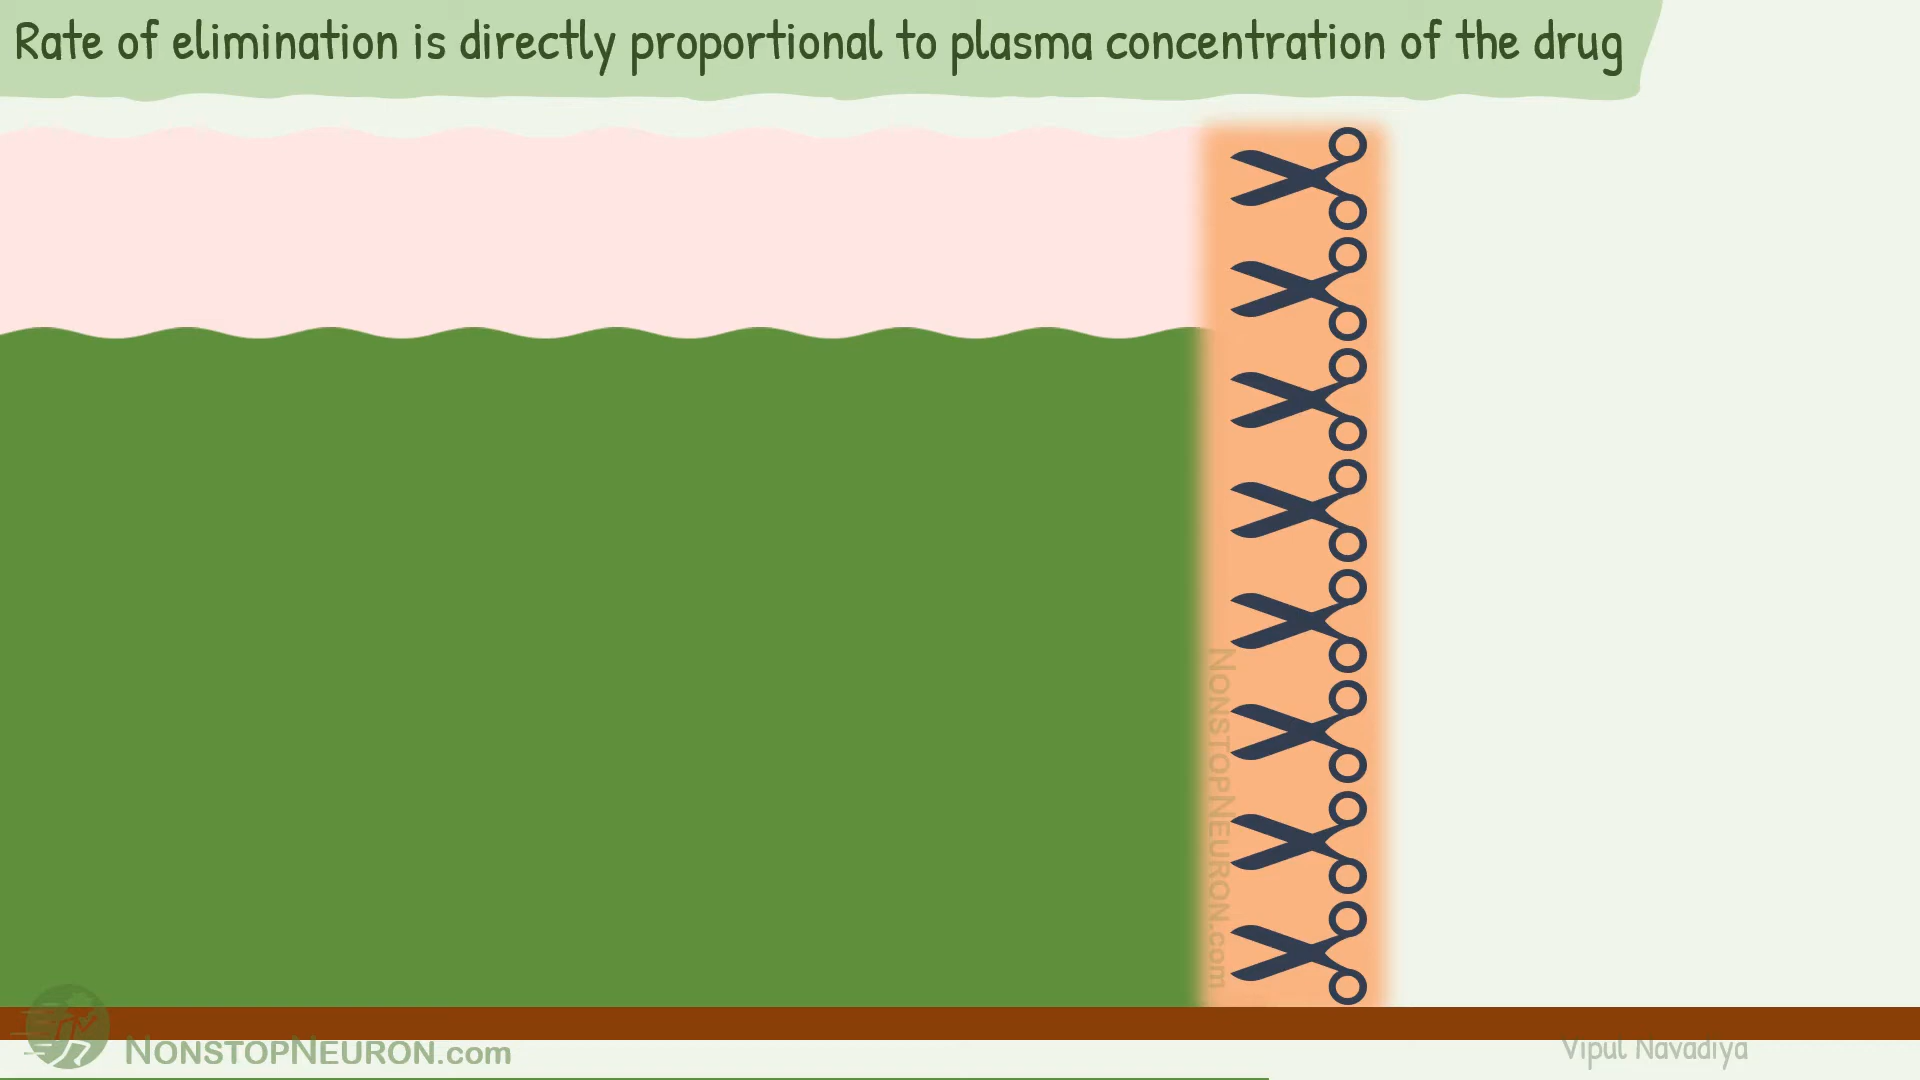 Rate of elimination is directly proportional to plasma concentration of the drug
NONSTOPNEURON.com
NONSTOPNEURON.com
Vipul Navadiya